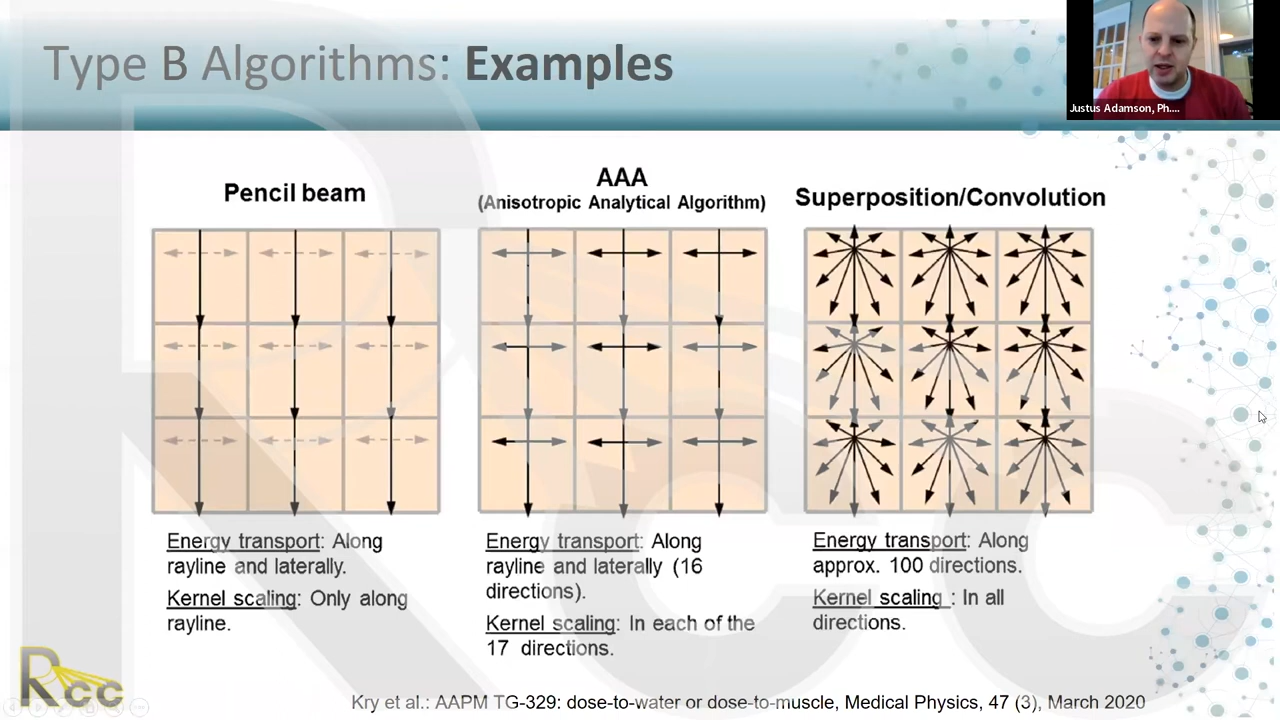 Type B Algorithms: Examples
Justus Adamson, Ph....
Pencil beam
AAA
(Anisotropic Analytical Algorithm)
Superposition/Convolution
Energy transport: Along
rayline and laterally.
Kernel scaling: Only along
rayline.
Energy transport: Along
rayline and laterally (16
directions).
Kernel scaling: In each of the
17 directions.
Energy transport: Along
approx. 100 directions.
Kernel scaling : In all
directions.
Rcc
Kry et al.: AAPM TG-329: dose-to-water or dose-to-muscle, Medical Physics, 47 (3), March 2020